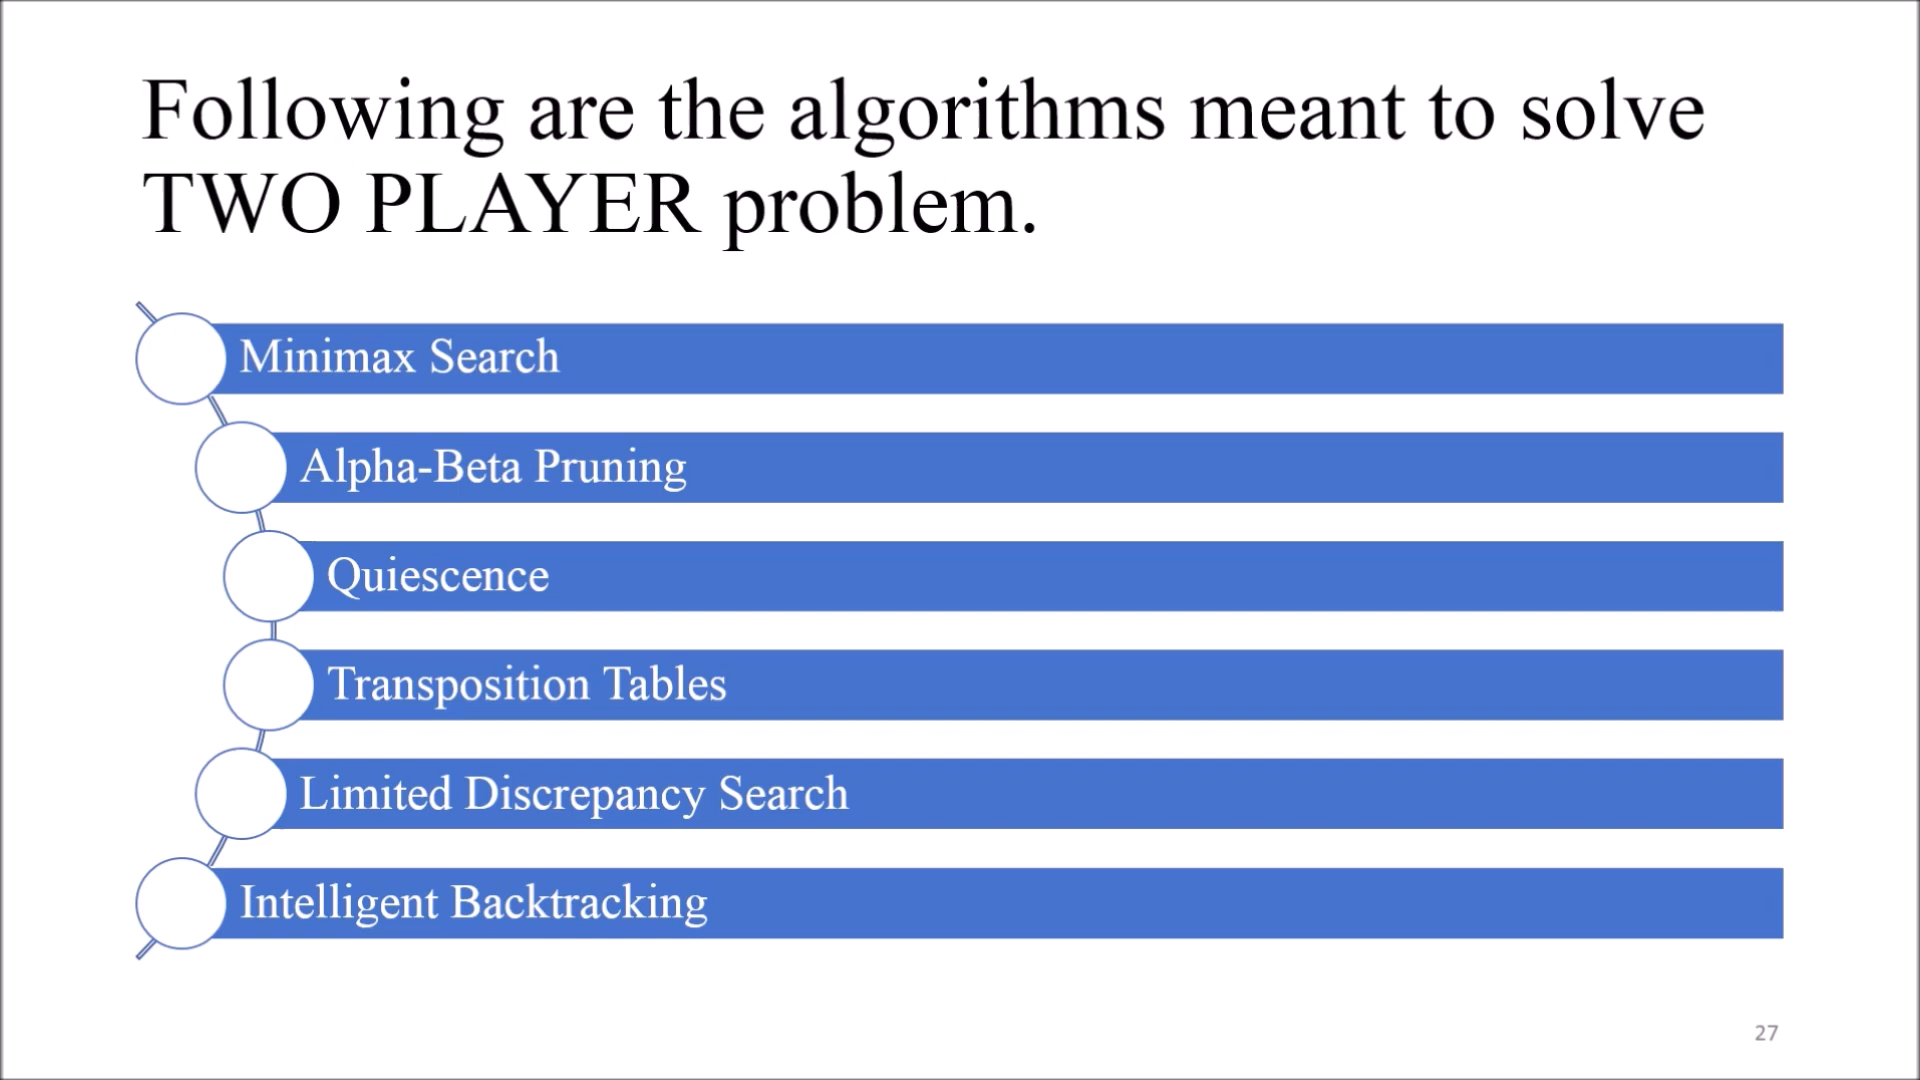 Following are the algorithms meant to solve
TWO PLAYER problem.
Minimax Search
Alpha-Beta Pruning
Quiescence
Transposition Tables
Limited Discrepancy Search
Intelligent Backtracking
27